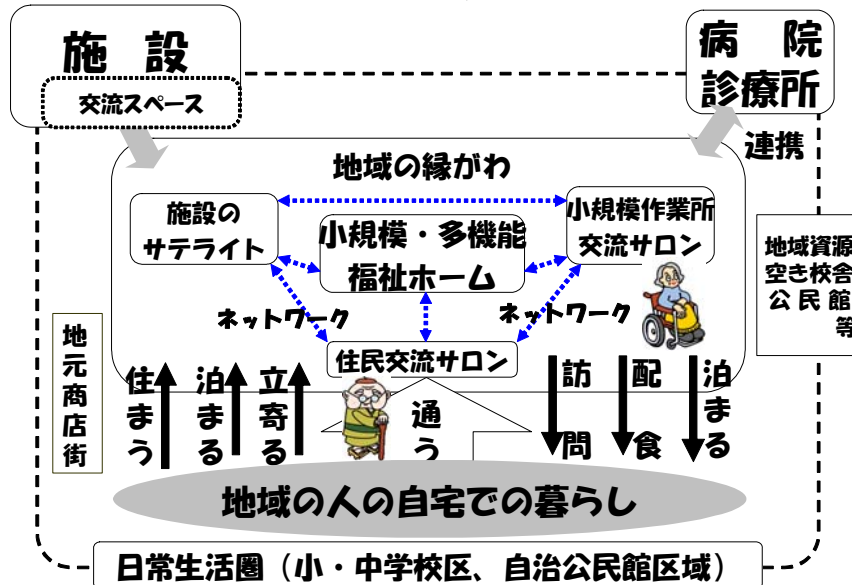 施　設
交流スペース
病　院
診療所
連携
地域の縁がわ
施設の
サテライト
小規模・多機能
福祉ホーム
小規模作業所
交流サロン
ネットワーク
ネットワーク
住民交流サロン
地域資源
空き校舎
公民館
等
地元商店街
住まう
泊まる
立寄る
通う
訪問
配食
泊まる
地域の人の自宅での暮らし
日常生活圏（小・中学校区、自治公民館区域）